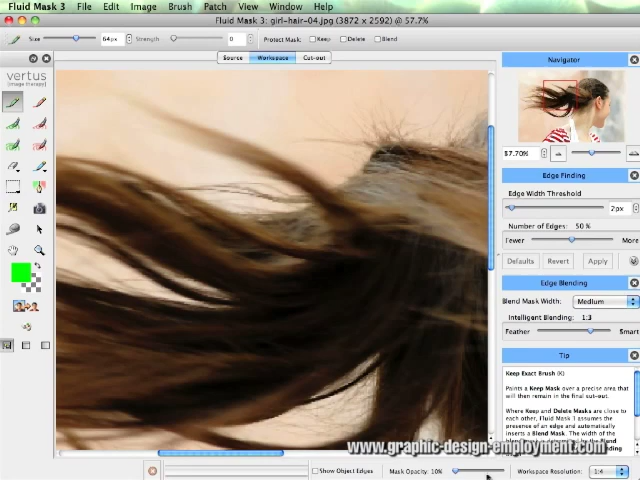 Fluid Mask 3 File Edit Image Brush Patch View Window Help
Fluid Mask 3: girl-hair-04.jpg (3872 x 2592) @ 57.7%
Size 64px Strength 0 Protect Mask: Keep Delete Blend
Source Workspace Cut-out
vertus
[image therapy]
Navigator
57.70%
Edge Finding
Edge Width Threshold
2px
Number of Edges: 50 %
Fewer More
Defaults Revert Apply
Edge Blending
Blend Mask Width: Medium
Intelligent Blending: 1:3
Feather Smart
Tip
Keep Exact Brush (K)
Paints a Keep Mask over a precise area
that will then remain in the final cut-out.
Where Keep and Delete Masks are close to
each other, Fluid Mask 3 assumes the
presence of an edge and automatically
inserts a Blend Mask. The width of the
www.graphic-design-employment.com
Show Object Edges Mask Opacity: 10% Workspace Resolution: 1:4